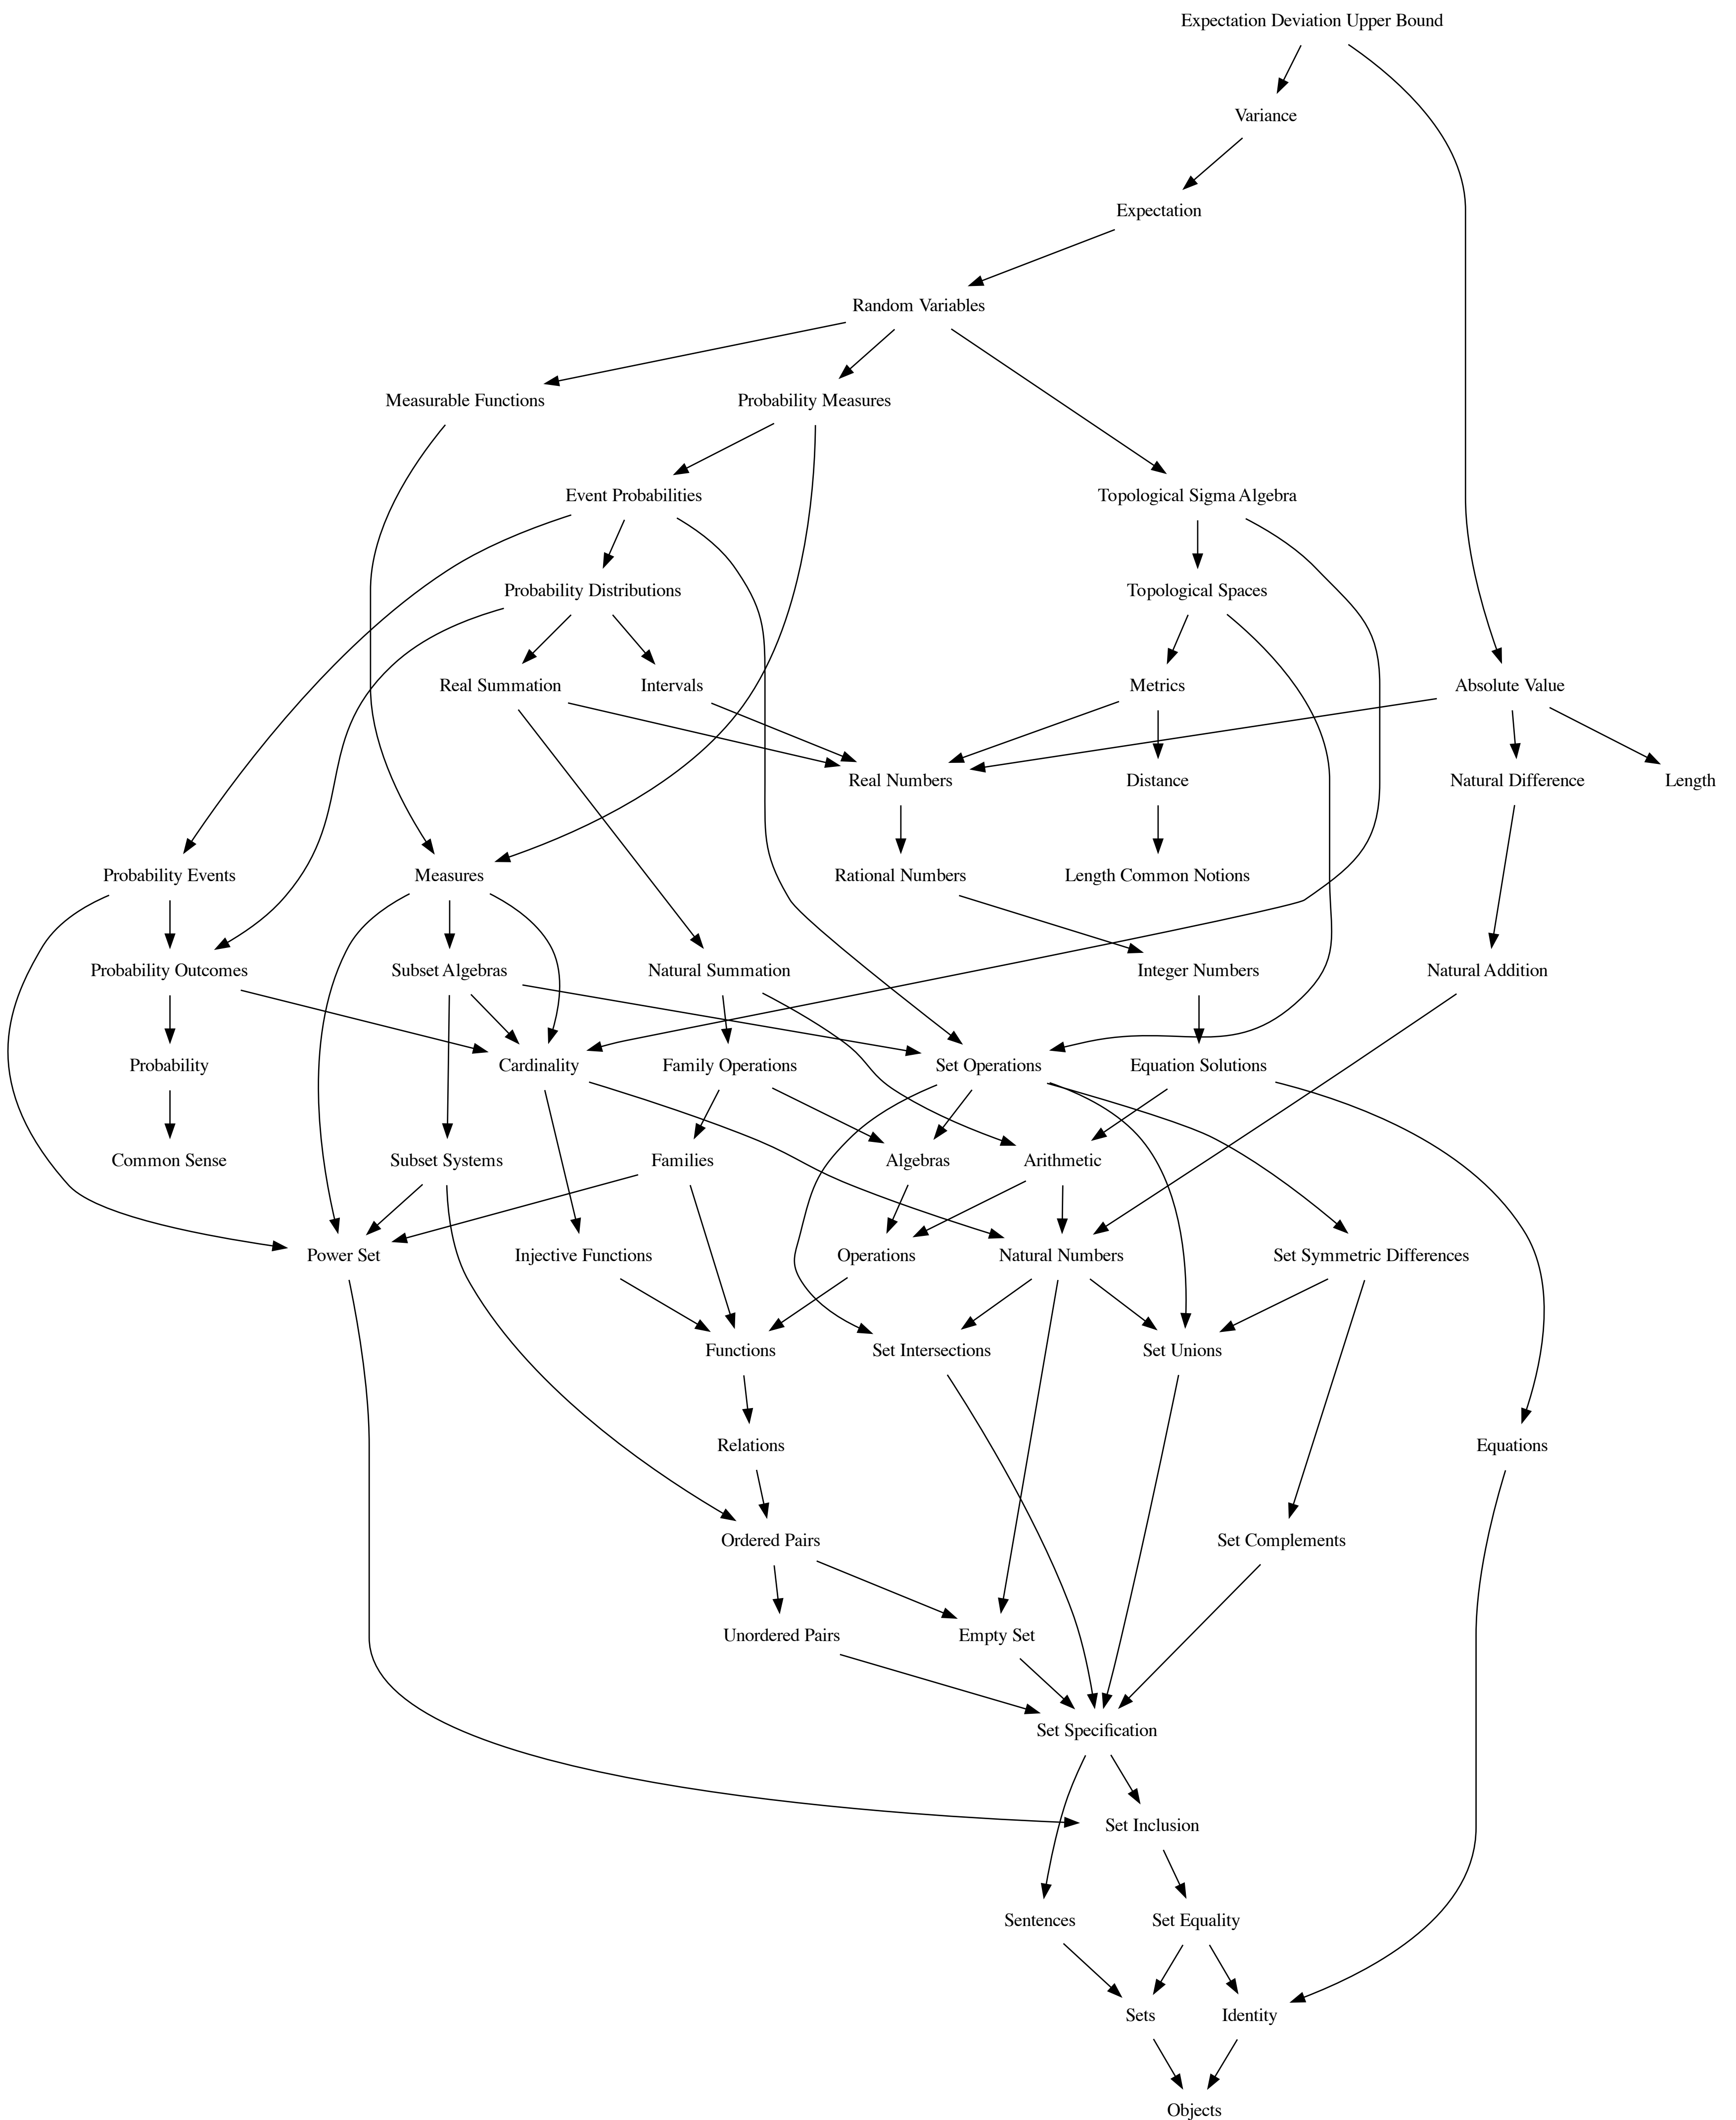 Expectation Deviation Upper Bound
Variance
Expectation
Random Variables
Measurable Functions
Probability Measures
Event Probabilities
Topological Sigma Algebra
Probability Distributions
Topological Spaces
Real Summation
Intervals
Metrics
Absolute Value
Real Numbers
Distance
Natural Difference
Length
Probability Events
Measures
Rational Numbers
Length Common Notions
Probability Outcomes
Subset Algebras
Natural Summation
Integer Numbers
Natural Addition
Probability
Cardinality
Family Operations
Set Operations
Equation Solutions
Common Sense
Subset Systems
Families
Algebras
Arithmetic
Power Set
Injective Functions
Operations
Natural Numbers
Set Symmetric Differences
Functions
Set Intersections
Set Unions
Relations
Equations
Ordered Pairs
Set Complements
Unordered Pairs
Empty Set
Set Specification
Set Inclusion
Sentences
Set Equality
Sets
Identity
Objects